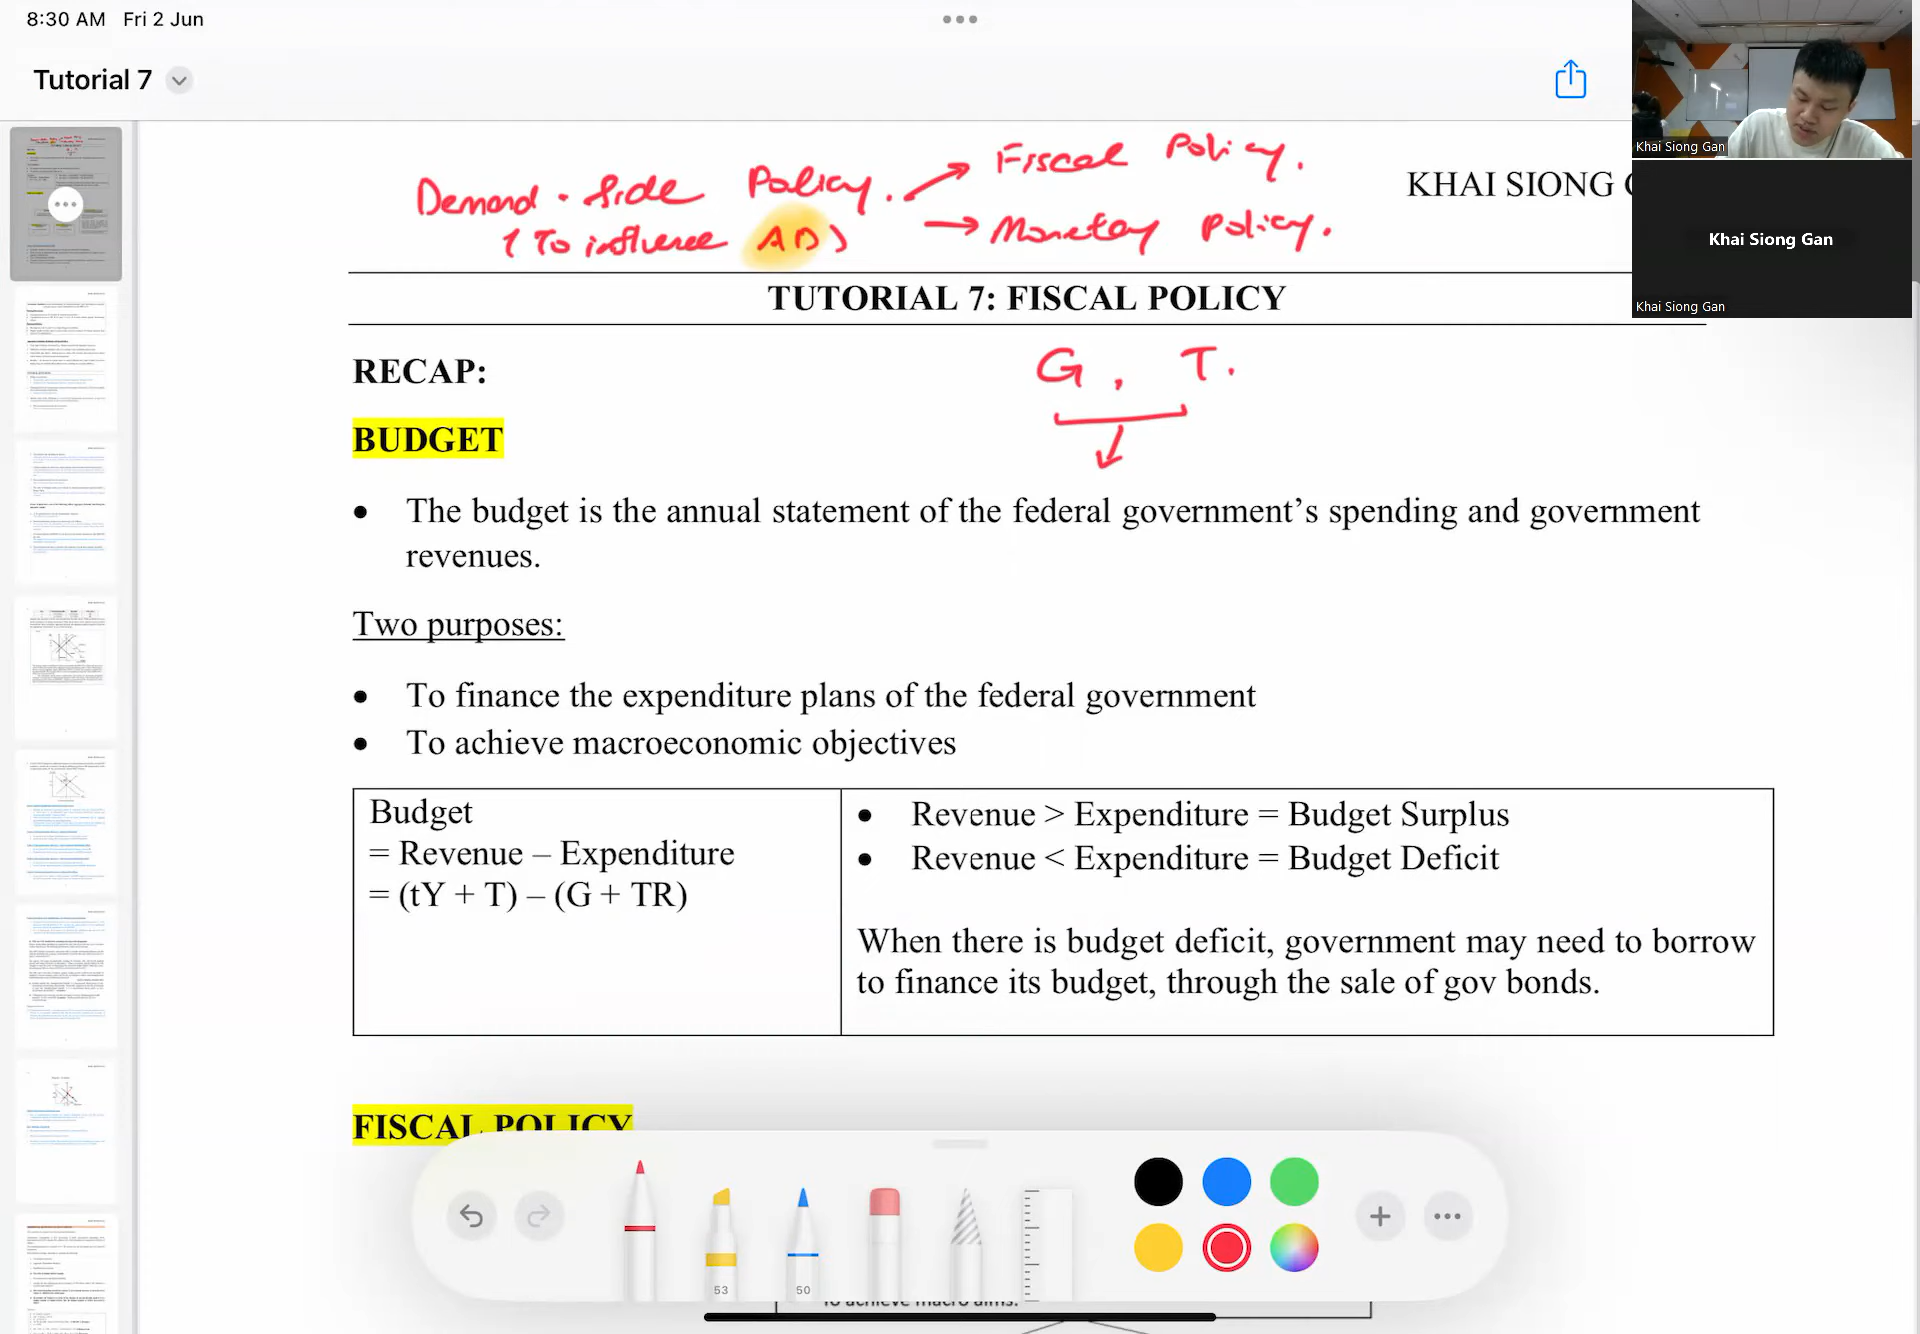 8:30 AM Fri 2 Jun
Tutorial 7
Khai Siong Gan
Khai Siong Gan
Khai Siong Gan
Demand-Side Policy. → Fiscal Policy.
(To influence AD) → Monetary Policy.
KHAI SIONG
TUTORIAL 7: FISCAL POLICY
G, T.
RECAP:
BUDGET
• The budget is the annual statement of the federal government’s spending and government
revenues.
Two purposes:
• To finance the expenditure plans of the federal government
• To achieve macroeconomic objectives
Budget
= Revenue – Expenditure
= (tY + T) – (G + TR)
• Revenue > Expenditure = Budget Surplus
• Revenue < Expenditure = Budget Deficit
When there is budget deficit, government may need to borrow
to finance its budget, through the sale of gov bonds.
FISCAL POLICY
53
50
To achieve macro aims.